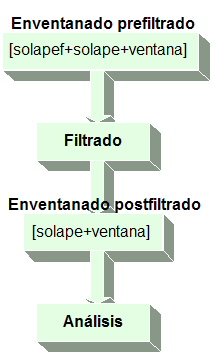 Enventanado prefiltrado
[solapef+solape+ventana]
Filtrado
Enventanado postfiltrado
[solape+ventana]
Análisis